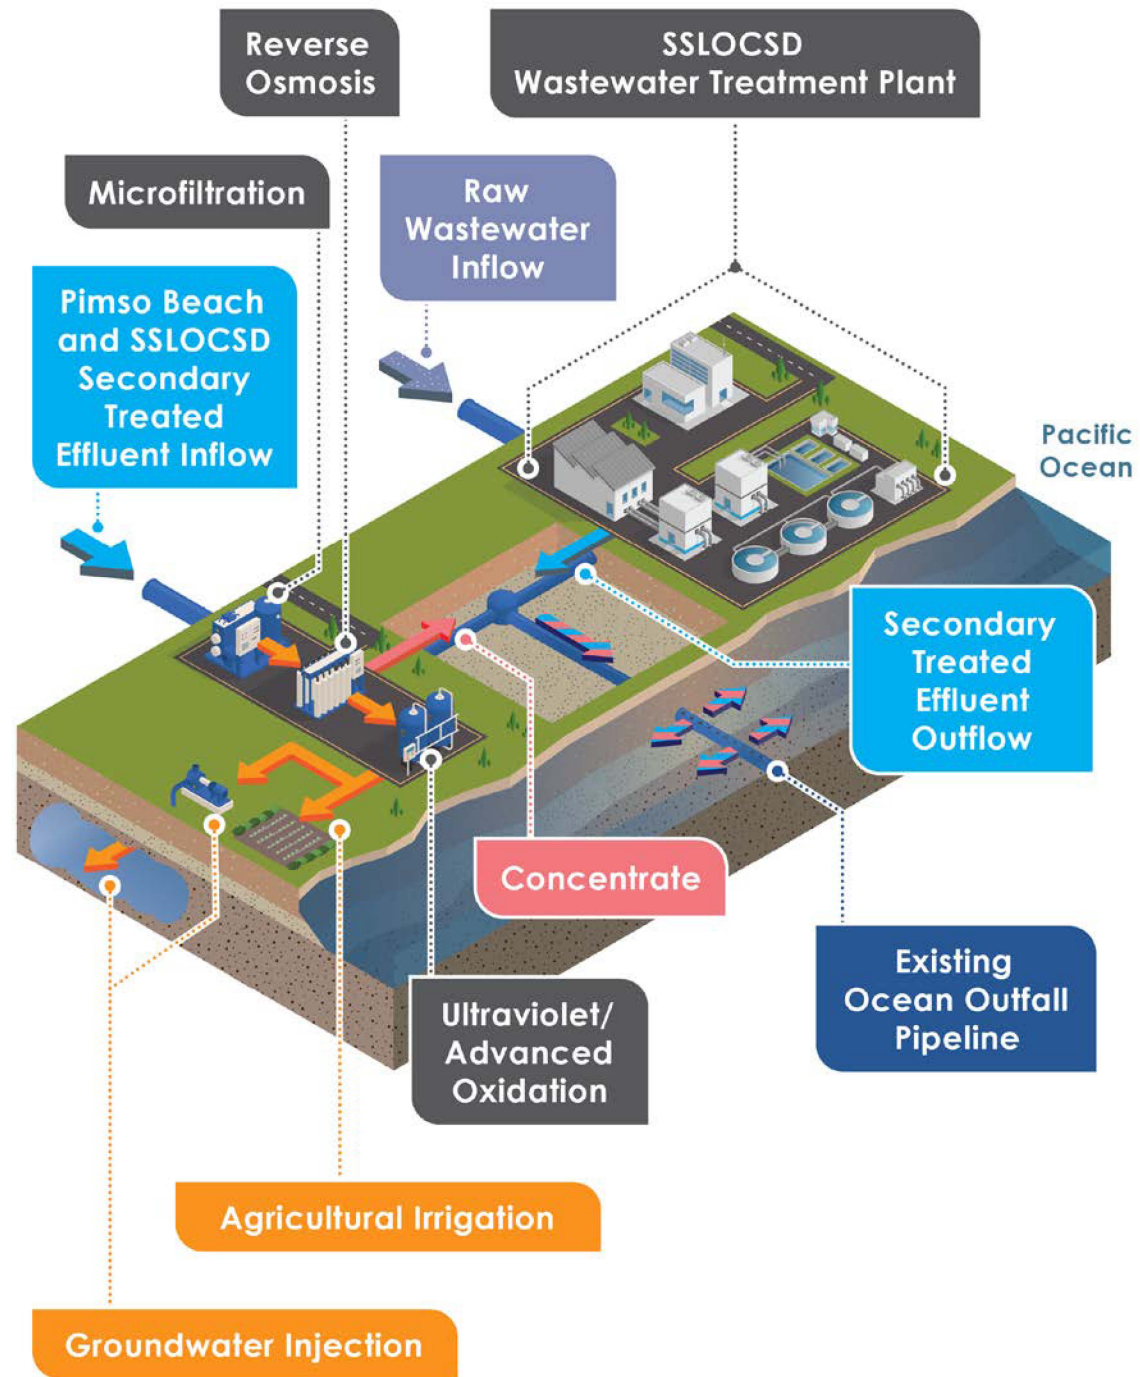 Reverse
Osmosis
SSLOCSD
Wastewater Treatment Plant
Microfiltration
Raw
Wastewater
Inflow
Pimso Beach
and SSLOCSD
Secondary
Treated
Effluent Inflow
Pacific
Ocean
Secondary
Treated
Effluent
Outflow
Concentrate
Existing
Ocean Outfall
Pipeline
Ultraviolet/
Advanced
Oxidation
Agricultural Irrigation
Groundwater Injection